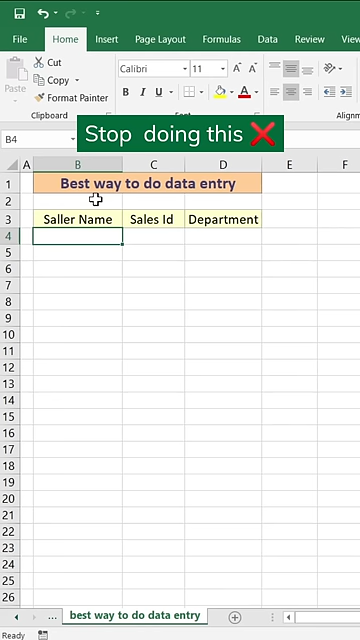 File Home Insert Page Layout Formulas Data Review View
Cut
Copy
Format Painter
Paste
Calibri 11 A A
B I U A
Clipboard
B4
Stop doing this ❌
A B C D E F
1 Best way to do data entry
2
3 Saller Name Sales Id Department
4
5
6
7
8
9
10
11
12
13
14
15
16
17
18
19
20
21
22
23
24
25
26
... best way to do data entry
Ready